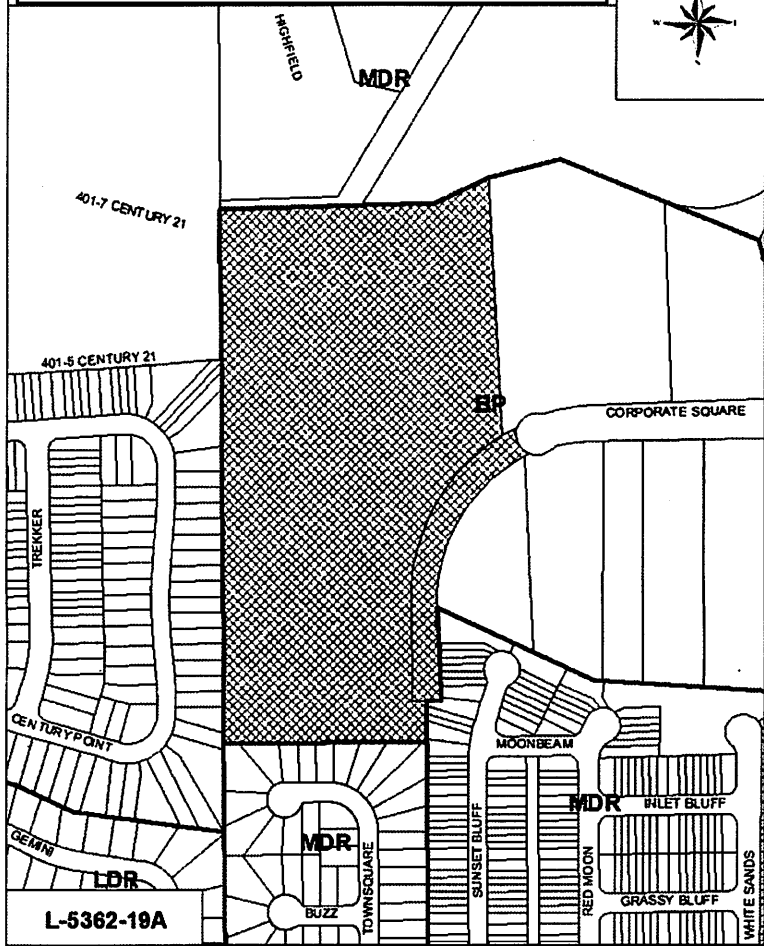 HIGHFIELD
MDR
W
401-7 CENTURY 21
401-5 CENTURY 21
BP
CORPORATE SQUARE
TREKKER
CENTURY POINT
MOONBEAM
SUNSET BLUFF
MDR
INLET BLUFF
MDR
GEMINI
LDR
TOWNSQUARE
RED MOON
GRASSY BLUFF
WHITE SANDS
BUZZ
L-5362-19A